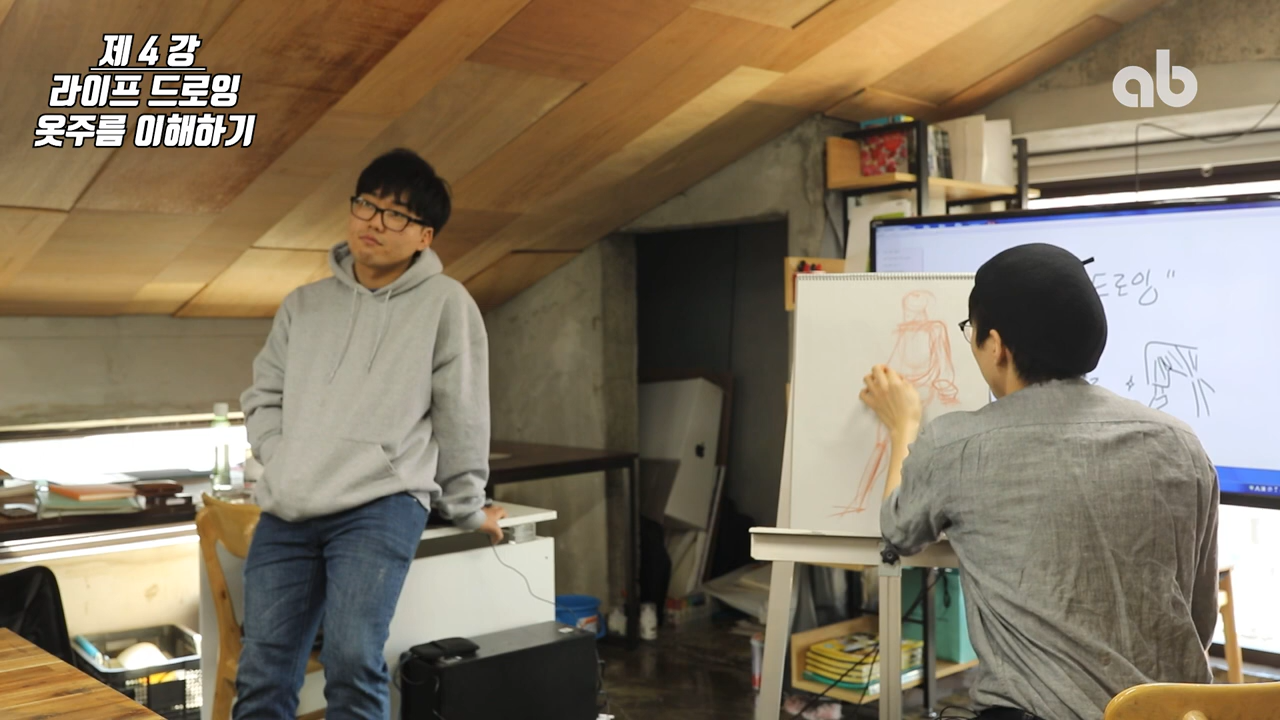 제 4 강
라이프 드로잉
옷주름 이해하기
ab
드로잉"